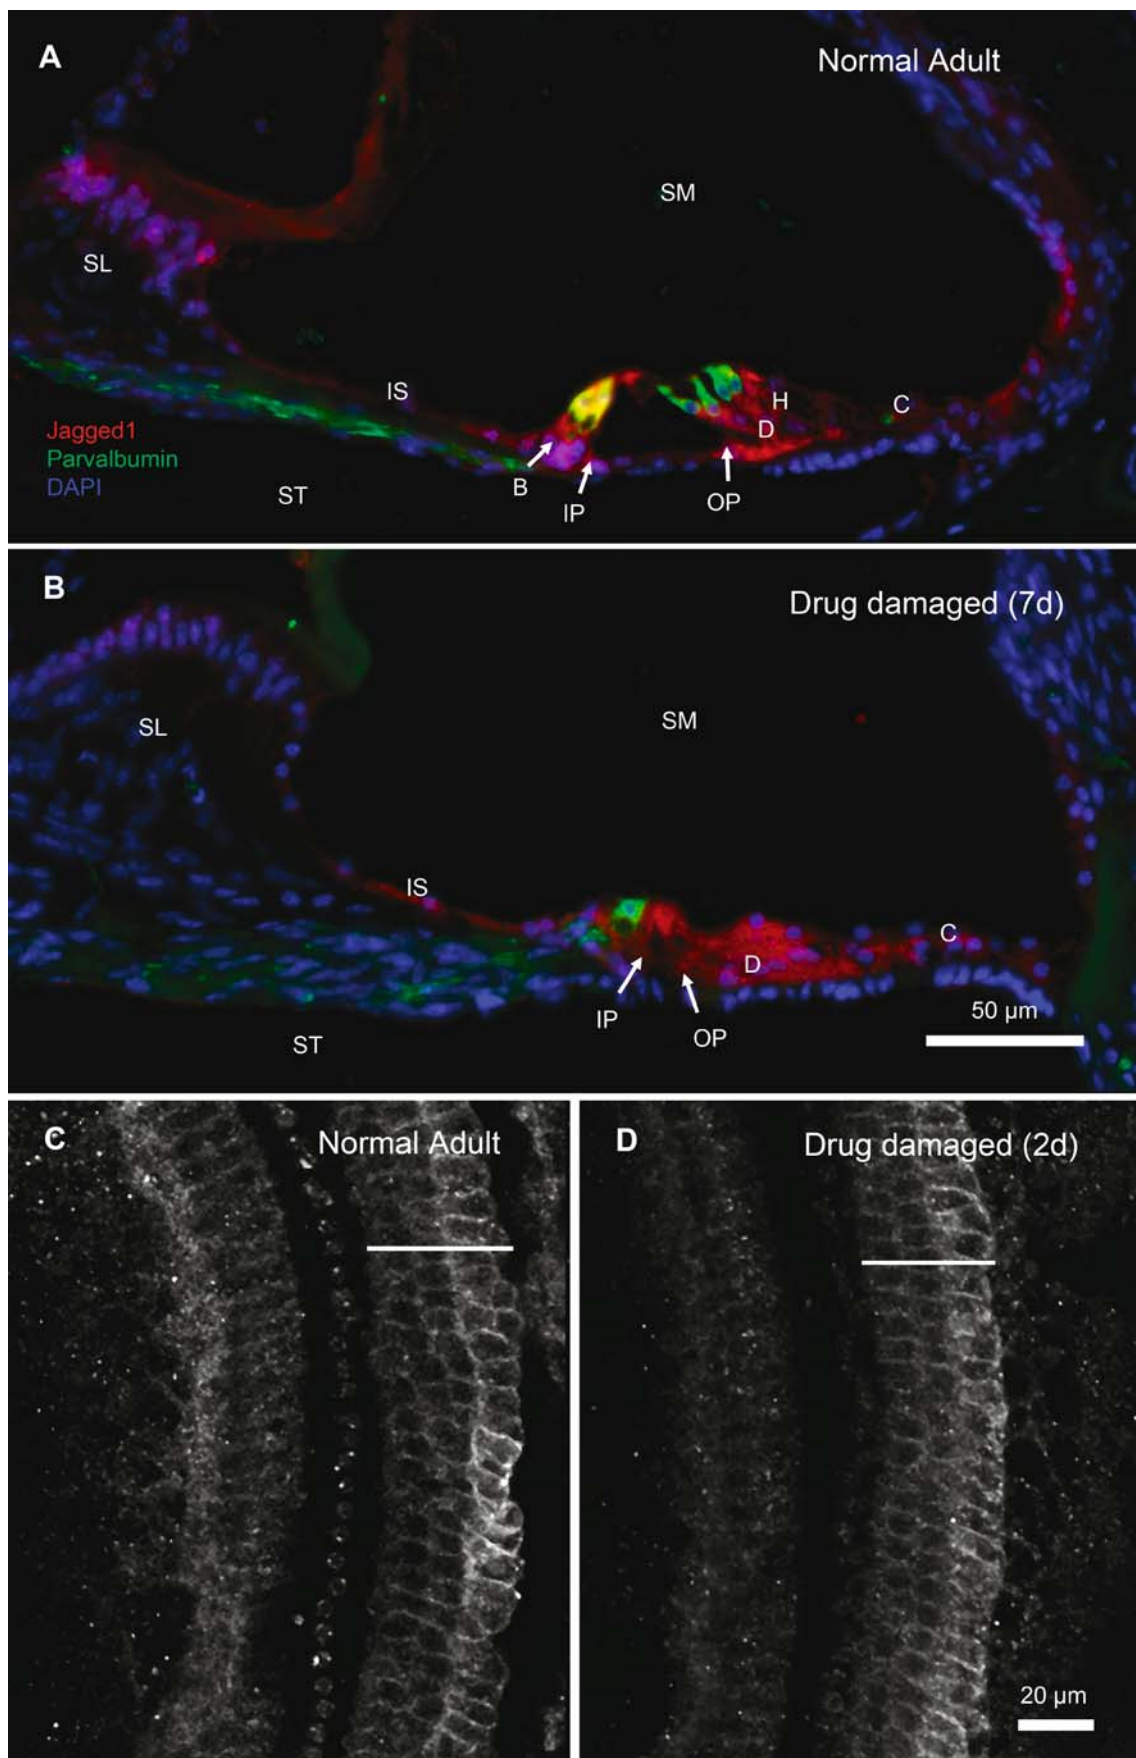 A
Normal Adult
SM
SL
IS
H
C
D
Jagged1
Parvalbumin
DAPI
ST
B
IP
OP
B
Drug damaged (7d)
SL
SM
IS
C
D
IP
OP
50 µm
ST
C
Normal Adult
D
Drug damaged (2d)
20 µm